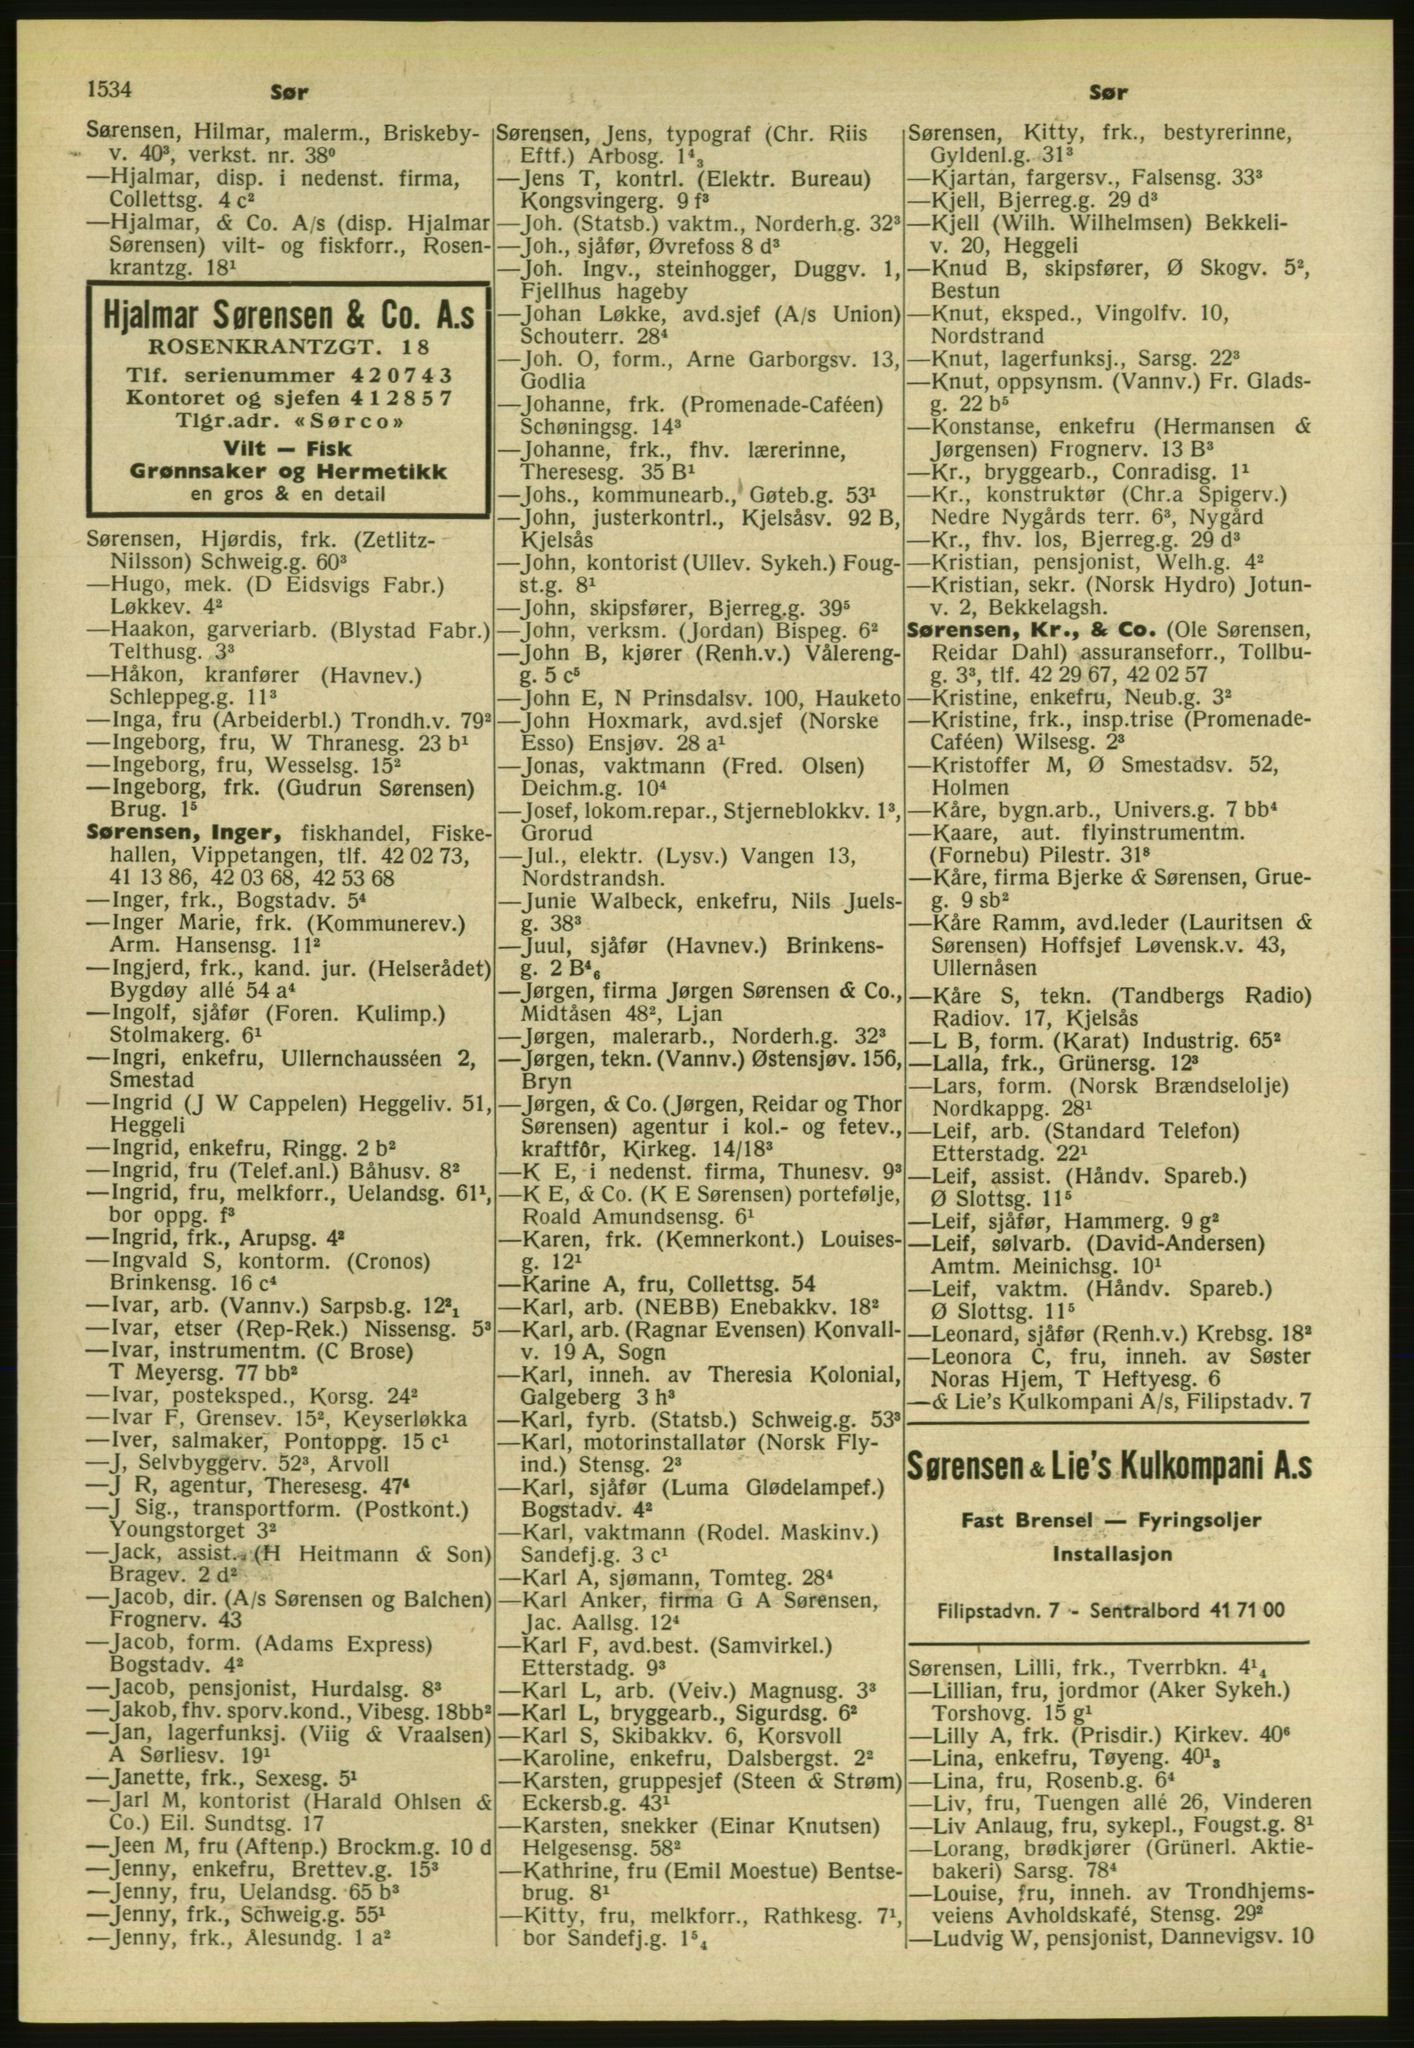 1534
Sør
Sør
Sørensen, Hilmar, malerm., Briskeby-
v. 40³, verkst. nr. 38⁰
—Hjalmar, disp. i nedenst. firma,
Collettsg. 4 c²
—Hjalmar, & Co. A/s (disp. Hjalmar
Sørensen) vilt- og fiskforr., Rosen-
krantzg. 18¹
Hjalmar Sørensen & Co. A.s
ROSENKRANTZGT. 18
Tlf. serienummer 420743
Kontoret og sjefen 412857
Tlgr.adr. «Sørco»
Vilt — Fisk
Grønnsaker og Hermetikk
en gros & en detail
Sørensen, Hjørdis, frk. (Zetlitz-
Nilsson) Schweig.g. 60³
—Hugo, mek. (D Eidsvigs Fabr.)
Løkkev. 4²
—Haakon, garveriarb. (Blystad Fabr.)
Telthusg. 3³
—Håkon, kranfører (Havnev.)
Schleppeg.g. 11³
—Inga, fru (Arbeiderbl.) Trondh.v. 79²
—Ingeborg, fru, W Thranesg. 23 b¹
—Ingeborg, fru, Wesselsg. 15²
—Ingeborg, frk. (Gudrun Sørensen)
Brug. 1⁵
Sørensen, Inger, fiskhandel, Fiske-
hallen, Vippetangen, tlf. 42 02 73,
41 13 86, 42 03 68, 42 53 68
—Inger, frk., Bogstadv. 5⁴
—Inger Marie, frk. (Kommunerev.)
Arm. Hansensg. 11²
—Ingjerd, frk., kand. jur. (Helserådet)
Bygdøy allé 54 a⁴
—Ingolf, sjåfør (Foren. Kulimp.)
Stolmakerg. 6¹
—Ingri, enkefru, Ullernchausséen 2,
Smestad
—Ingrid (J W Cappelen) Heggeliv. 51,
Heggeli
—Ingrid, enkefru, Ringg. 2 b²
—Ingrid, fru (Telef.anl.) Båhusv. 8²
—Ingrid, fru, melkforr., Uelandsg. 61¹,
bor oppg. f³
—Ingrid, frk., Arupsg. 4²
—Ingvald S, kontorm. (Cronos)
Brinkensg. 16 c⁴
—Ivar, arb. (Vannv.) Sarpsb.g. 12²₁
—Ivar, etser (Rep-Rek.) Nissensg. 5³
—Ivar, instrumentm. (C Brose)
T Meyersg. 77 bb²
—Ivar, posteksped., Korsg. 24²
—Ivar F, Grensev. 15², Keyserløkka
—Iver, salmaker, Pontoppg. 15 c¹
—J, Selvbyggerv. 52³, Årvoll
—J R, agentur, Theresesg. 47⁴
—J Sig., transportform. (Postkont.)
Youngstorget 3²
—Jack, assist. (H Heitmann & Son)
Bragev. 2 d²
—Jacob, dir. (A/s Sørensen og Balchen)
Frognerv. 43
—Jacob, form. (Adams Express)
Bogstadv. 4²
—Jacob, pensjonist, Hurdalsg. 8³
—Jakob, fhv. sporv.kond., Vibesg. 18bb²
—Jan, lagerfunksj. (Viig & Vraalsen)
A Sørliesv. 19¹
—Janette, frk., Sexesg. 5¹
—Jarl M, kontorist (Harald Ohlsen &
Co.) Eil. Sundtsg. 17
—Jeen M, fru (Aftenp.) Brockm.g. 10 d
—Jenny, enkefru, Brettev.g. 15³
—Jenny, fru, Uelandsg. 65 b³
—Jenny, frk., Schweig.g. 55¹
—Jenny, frk., Ålesundg. 1 a²
Sørensen, Jens, typograf (Chr. Riis
Eftf.) Arbosg. 1⁴₃
—Jens T, kontrl. (Elektr. Bureau)
Kongsvingerg. 9 f³
—Joh. (Statsb.) vaktm., Norderh.g. 32³
—Joh., sjåfør, Øvrefoss 8 d³
—Joh. Ingv., steinhogger, Duggv. 1,
Fjellhus hageby
—Johan Løkke, avd.sjef (A/s Union)
Schouterr. 28⁴
—Joh. O, form., Arne Garborgsv. 13,
Godlia
—Johanne, frk. (Promenade-Caféen)
Schøningsg. 14³
—Johanne, frk., fhv. lærerinne,
Theresesg. 35 B¹
—Johs., kommunearb., Gøteb.g. 53¹
—John, justerkontrl., Kjelsåsv. 92 B,
Kjelsås
—John, kontorist (Ullev. Sykeh.) Foug-
st.g. 8¹
—John, skipsfører, Bjerreg.g. 39⁵
—John, verksm. (Jordan) Bispeg. 6²
—John B, kjører (Renh.v.) Vålereng-
g. 5 c⁵
—John E, N Prinsdalsv. 100, Hauketo
—John Hoxmark, avd.sjef (Norske
Esso) Ensjøv. 28 a¹
—Jonas, vaktmann (Fred. Olsen)
Deichm.g. 10⁴
—Josef, lokom.repar., Stjerneblokkv. 1³,
Grorud
—Jul., elektr. (Lysv.) Vangen 13,
Nordstrandsh.
—Junie Walbeck, enkefru, Nils Juels-
g. 38³
—Juul, sjåfør (Havnev.) Brinkens-
g. 2 B⁴₆
—Jørgen, firma Jørgen Sørensen & Co.,
Midtåsen 48², Ljan
—Jørgen, malerarb., Norderh.g. 32³
—Jørgen, tekn. (Vannv.) Østensjøv. 156,
Bryn
—Jørgen, & Co. (Jørgen, Reidar og Thor
Sørensen) agentur i kol.- og fetev.,
kraftfôr, Kirkeg. 14/18³
—K E, i nedenst. firma, Thunesv. 9³
—K E, & Co. (K E Sørensen) portefølje,
Roald Amundsensg. 6¹
—Karen, frk. (Kemnerkont.) Louises-
g. 12¹
—Karine A, fru, Collettsg. 54
—Karl, arb. (NEBB) Enebakkv. 18²
—Karl, arb. (Ragnar Evensen) Konvall-
v. 19 A, Sogn
—Karl, inneh. av Theresia Kolonial,
Galgeberg 3 h³
—Karl, fyrb. (Statsb.) Schweig.g. 53³
—Karl, motorinstallatør (Norsk Fly-
ind.) Stensg. 2³
—Karl, sjåfør (Luma Glødelampef.)
Bogstadv. 4²
—Karl, vaktmann (Rodel. Maskinv.)
Sandefj.g. 3 c¹
—Karl A, sjømann, Tomteg. 28⁴
—Karl Anker, firma G A Sørensen,
Jac. Aallsg. 12⁴
—Karl F, avd.best. (Samvirkel.)
Etterstadg. 9³
—Karl L, arb. (Veiv.) Magnusg. 3³
—Karl L, bryggearb., Sigurdsg. 6²
—Karl S, Skibakkv. 6, Korsvoll
—Karoline, enkefru, Dalsbergst. 2²
—Karsten, gruppesjef (Steen & Strøm)
Eckersb.g. 43¹
—Karsten, snekker (Einar Knutsen)
Helgesensg. 58²
—Kathrine, fru (Emil Moestue) Bentse-
brug. 8¹
—Kitty, fru, melkforr., Rathkesg. 7¹,
bor Sandefj.g. 1⁵₄
Sørensen, Kitty, frk., bestyrerinne,
Gyldenl.g. 31³
—Kjartan, fargersv., Falsensg. 33³
—Kjell, Bjerreg.g. 29 d³
—Kjell (Wilh. Wilhelmsen) Bekkeli-
v. 20, Heggeli
—Knud B, skipsfører, Ø Skogv. 5²,
Bestun
—Knut, eksped., Vingolfv. 10,
Nordstrand
—Knut, lagerfunksj., Sarsg. 22³
—Knut, oppsynsm. (Vannv.) Fr. Glads-
g. 22 b⁵
—Konstanse, enkefru (Hermansen &
Jørgensen) Frognerv. 13 B³
—Kr., bryggearb., Conradisg. 1¹
—Kr., konstruktør (Chr.a Spigerv.)
Nedre Nygårds terr. 6³, Nygård
—Kr., fhv. los, Bjerreg.g. 29 d³
—Kristian, pensjonist, Welh.g. 4²
—Kristian, sekr. (Norsk Hydro) Jotun-
v. 2, Bekkelagsh.
Sørensen, Kr., & Co. (Ole Sørensen,
Reidar Dahl) assuranseforr., Tollbu-
g. 3³, tlf. 42 29 67, 42 02 57
—Kristine, enkefru, Neub.g. 3²
—Kristine, frk., insp.trise (Promenade-
Caféen) Wilsesg. 2³
—Kristoffer M, Ø Smestadsv. 52,
Holmen
—Kåre, bygn.arb., Univers.g. 7 bb⁴
—Kaare, aut. flyinstrumentm.
(Fornebu) Pilestr. 31⁸
—Kåre, firma Bjerke & Sørensen, Grue-
g. 9 sb²
—Kåre Ramm, avd.leder (Lauritsen &
Sørensen) Hoffsjef Løvensk.v. 43,
Ullernåsen
—Kåre S, tekn. (Tandbergs Radio)
Radiov. 17, Kjelsås
—L B, form. (Karat) Industrig. 65²
—Lalla, frk., Grünersg. 12³
—Lars, form. (Norsk Brændselolje)
Nordkappg. 28¹
—Leif, arb. (Standard Telefon)
Etterstadg. 22¹
—Leif, assist. (Håndv. Spareb.)
Ø Slottsg. 11⁵
—Leif, sjåfør, Hammerg. 9 g²
—Leif, sølvarb. (David-Andersen)
Amtm. Meinichsg. 10¹
—Leif, vaktm. (Håndv. Spareb.)
Ø Slottsg. 11⁵
—Leonard, sjåfør (Renh.v.) Krebsg. 18²
—Leonora C, fru, inneh. av Søster
Noras Hjem, T Heftyesg. 6
—& Lie's Kulkompani A/s, Filipstadv. 7
Sørensen & Lie's Kulkompani A.s
Fast Brensel — Fyringsoljer
Installasjon
Filipstadvn. 7 - Sentralbord 41 71 00
Sørensen, Lilli, frk., Tverrbkn. 4¹₄
—Lillian, fru, jordmor (Aker Sykeh.)
Torshovg. 15 g¹
—Lilly A, frk. (Prisdir.) Kirkev. 40⁶
—Lina, enkefru, Tøyeng. 40¹₃
—Lina, fru, Rosenb.g. 6⁴
—Liv, fru, Tuengen allé 26, Vinderen
—Liv Anlaug, fru, sykepl., Fougst.g. 8¹
—Lorang, brødkjører (Grünerl. Aktie-
bakeri) Sarsg. 78⁴
—Louise, fru, inneh. av Trondhjems-
veiens Avholdskafé, Stensg. 29²
—Ludvig W, pensjonist, Dannevigsv. 10